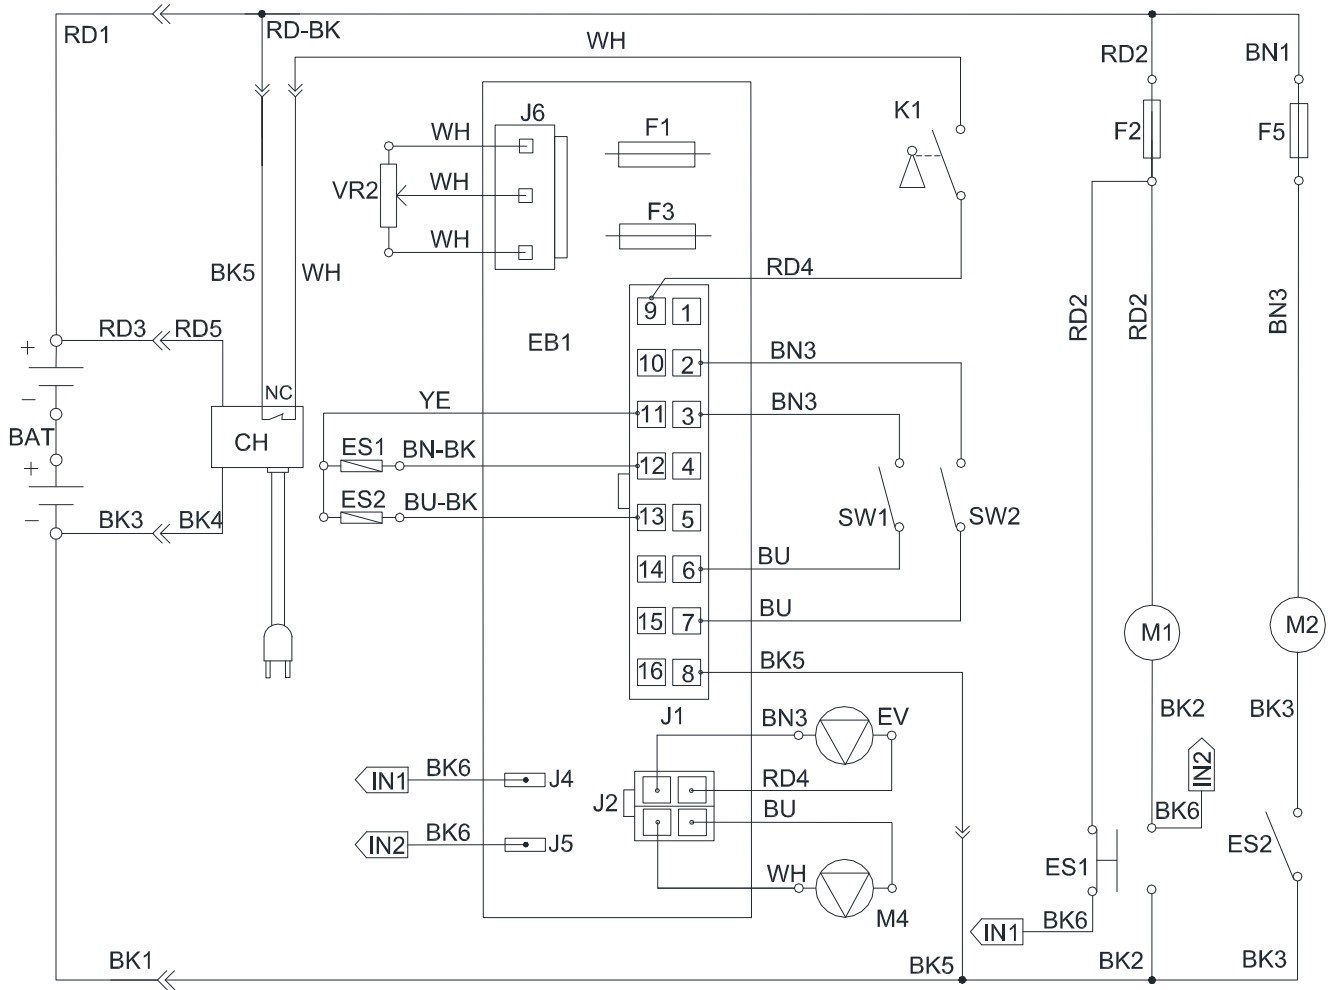 RD1
RD-BK
WH
RD2
BN1
J6
F1
K1
F2
F5
WH
VR2
WH
F3
WH
BK5
WH
RD4
9 1
RD2
RD2
BN3
RD3
RD5
EB1
+
10 2
BN3
−
NC
YE
11 3
BN3
BAT
CH
ES1
BN-BK
12 4
+
ES2
BU-BK
13 5
SW1
SW2
−
BK3
BK4
14 6
BU
15 7
BU
M1
M2
16 8
BK5
J1
BN3
EV
BK2
BK3
IN1
BK6
J4
RD4
IN2
J2
BU
BK6
IN2
BK6
J5
ES1
ES2
WH
M4
IN1
BK6
BK1
BK5
BK2
BK3